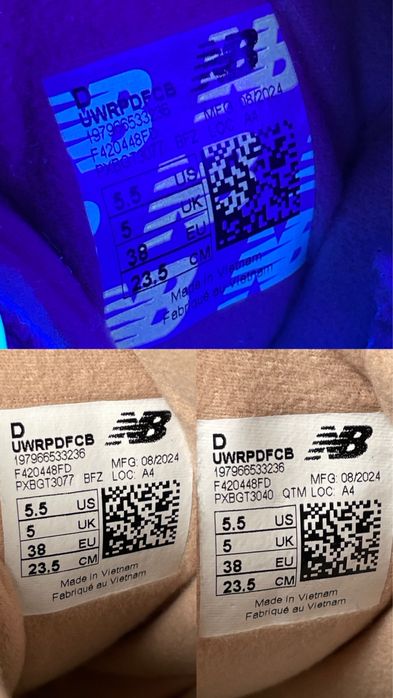 D
UWRPDFCB
197966533236
F420448FD
MFG: 08/2024
PXBGT3077 BFZ LOC: A4
5.5 US
5 UK
38 EU
23.5 CM
Made in Vietnam
Fabriqué au Vietnam
NB
D
UWRPDFCB
197966533236
F420448FD
MFG: 08/2024
PXBGT3077 BFZ LOC: A4
5.5 US
5 UK
38 EU
23.5 CM
Made in Vietnam
Fabriqué au Vietnam
NB
D
UWRPDFCB
197966533236
F420448FD
MFG: 08/2024
PXBGT3040 QTM LOC: A4
5.5 US
5 UK
38 EU
23.5 CM
Made in Vietnam
Fabriqué au Vietnam